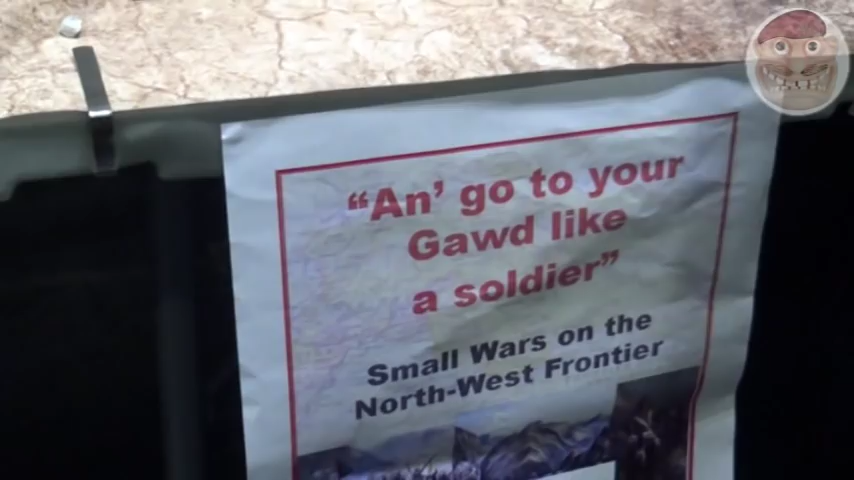 “An’ go to your
Gawd like
a soldier”
Small Wars on the
North-West Frontier